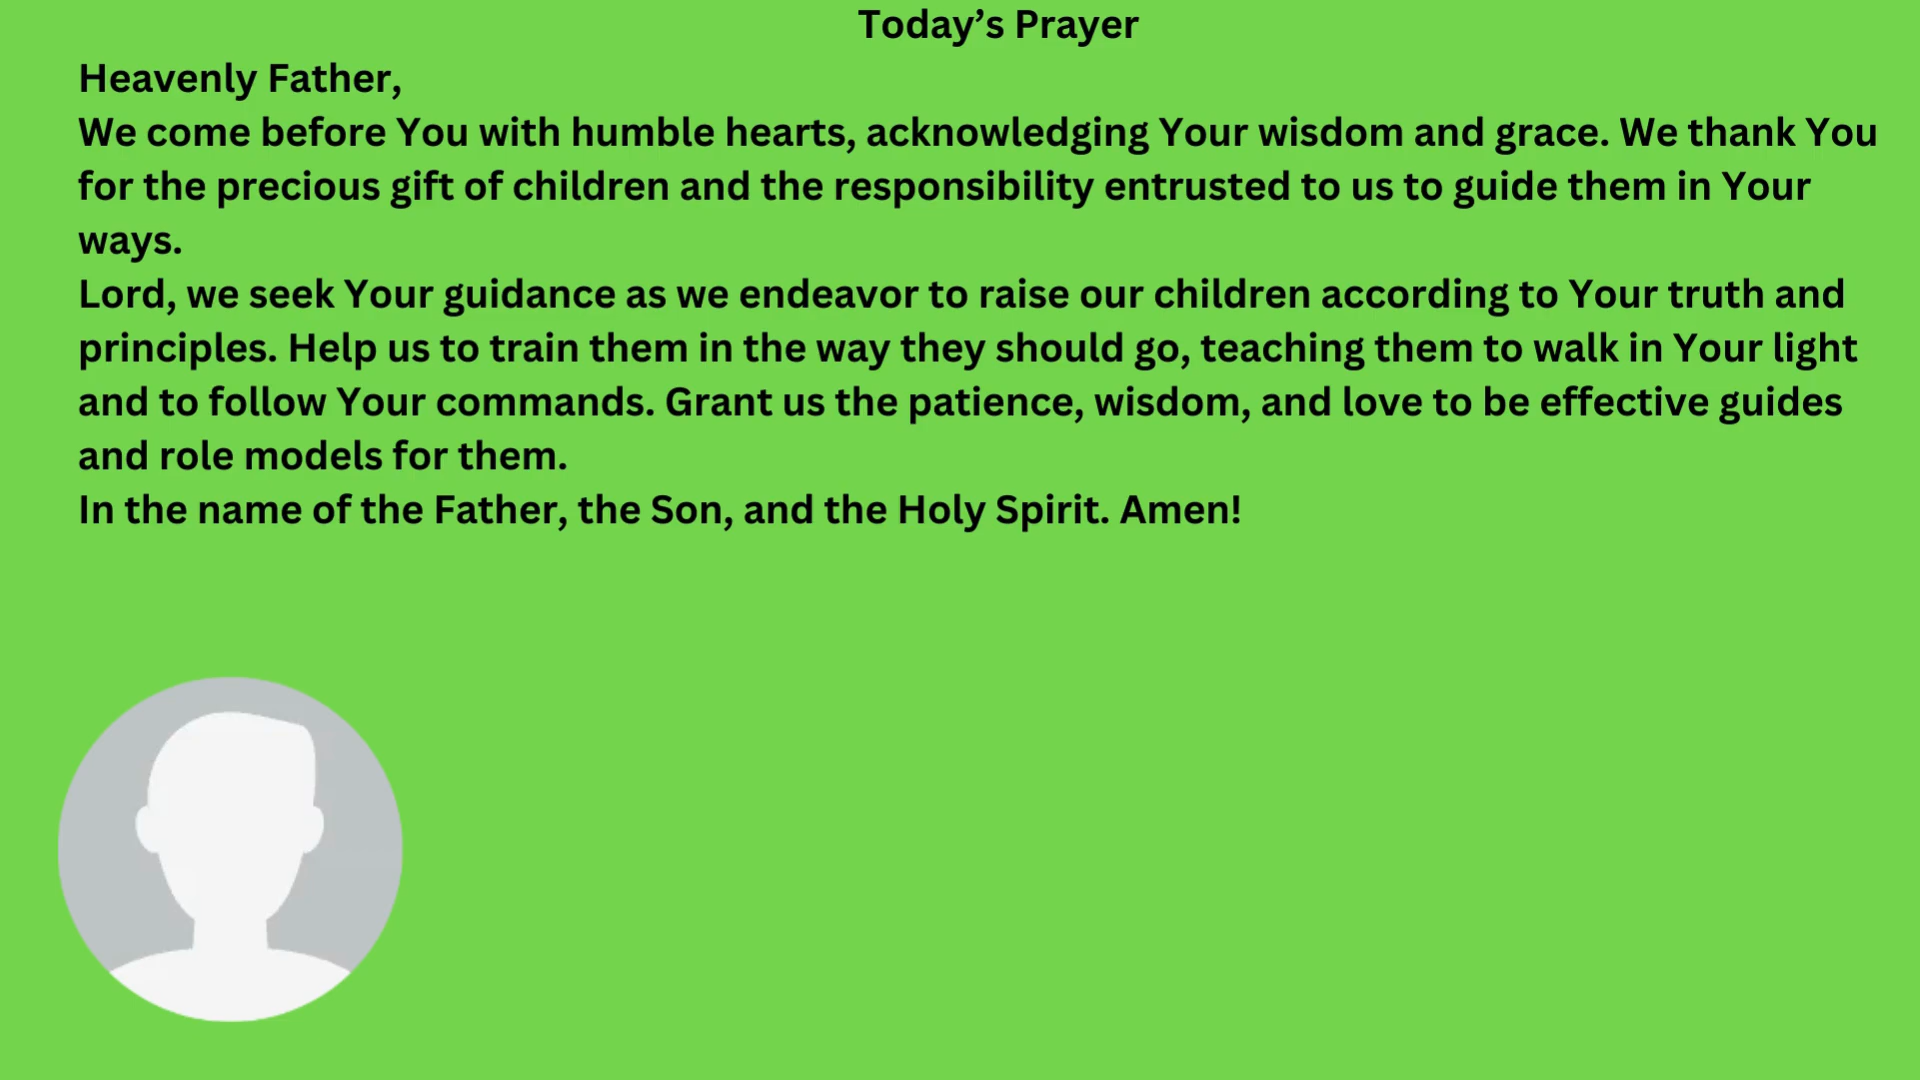 Today’s Prayer
Heavenly Father,
We come before You with humble hearts, acknowledging Your wisdom and grace. We thank You
for the precious gift of children and the responsibility entrusted to us to guide them in Your
ways.
Lord, we seek Your guidance as we endeavor to raise our children according to Your truth and
principles. Help us to train them in the way they should go, teaching them to walk in Your light
and to follow Your commands. Grant us the patience, wisdom, and love to be effective guides
and role models for them.
In the name of the Father, the Son, and the Holy Spirit. Amen!